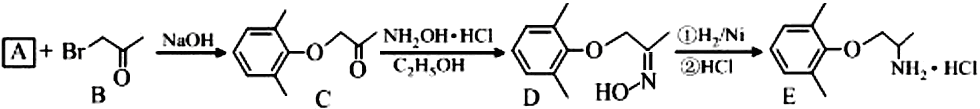 A + Br O B NaOH O O C NH₂OH•HCl C₂H₅OH O N HO D ①H₂/Ni ②HCl O NH₂•HCl E